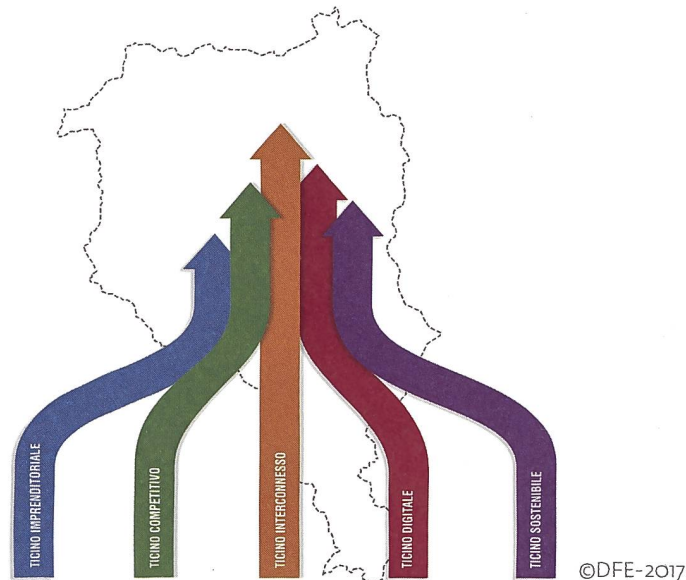 TICINO IMPRENDITORIALE
TICINO COMPETITIVO
TICINO INTERCONNESSO
TICINO DIGITALE
TICINO SOSTENIBILE
©DFE-2017